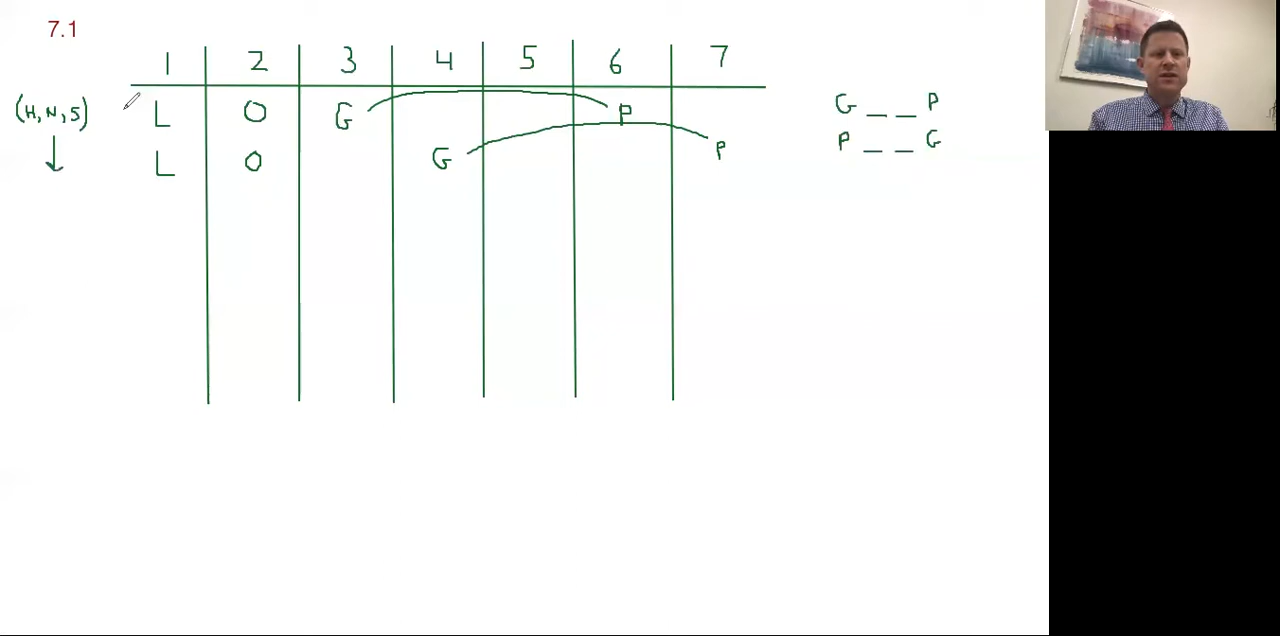 7.1
1 2 3 4 5 6 7
(H, N, S) L O G P
L O G P
G _ _ P
P _ _ G